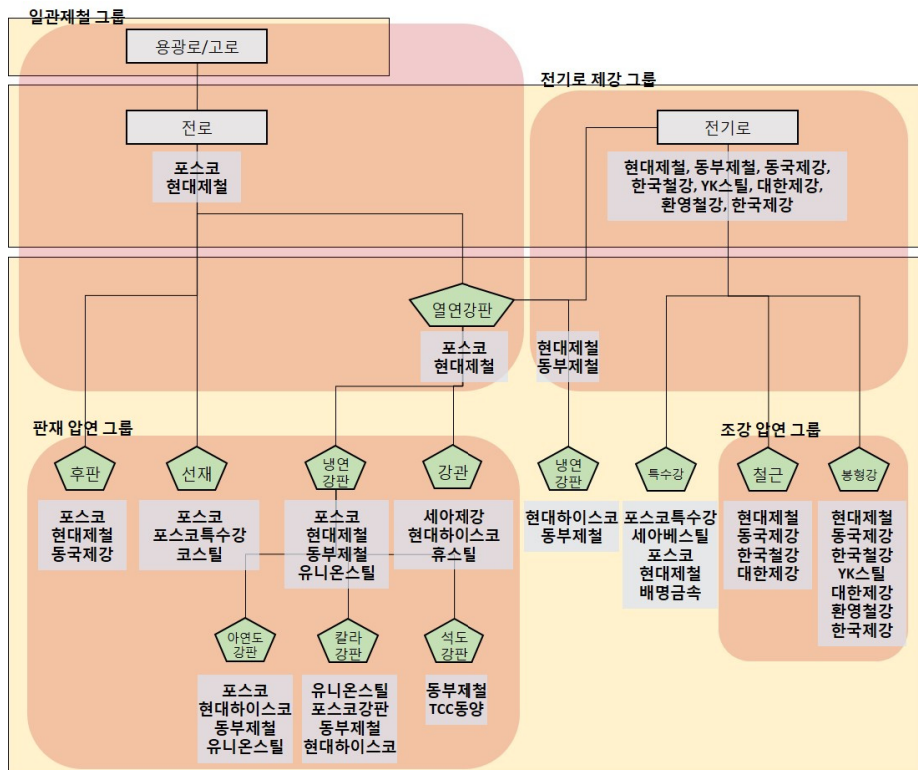 일관제철 그룹
용광로/고로
전기로 제강 그룹
전로
포스코
현대제철
전기로
현대제철, 동부제철, 동국제강,
한국철강, YK스틸, 대한제강,
환영철강, 한국제강
열연강판
포스코
현대제철
현대제철
동부제철
판재 압연 그룹
조강 압연 그룹
후판
포스코
현대제철
동국제강
선재
포스코
포스코특수강
코스틸
냉연
강판
포스코
현대제철
동부제철
유니온스틸
강관
세아제강
현대하이스코
휴스틸
냉연
강판
현대하이스코
동부제철
특수강
포스코특수강
세아베스틸
포스코
현대제철
배명금속
철근
현대제철
동국제강
한국철강
대한제강
봉형강
현대제철
동국제강
한국철강
YK스틸
대한제강
환영철강
한국제강
아연도
강판
포스코
현대하이스코
동부제철
유니온스틸
칼라
강판
유니온스틸
포스코강판
동부제철
현대하이스코
석도
강판
동부제철
TCC동양